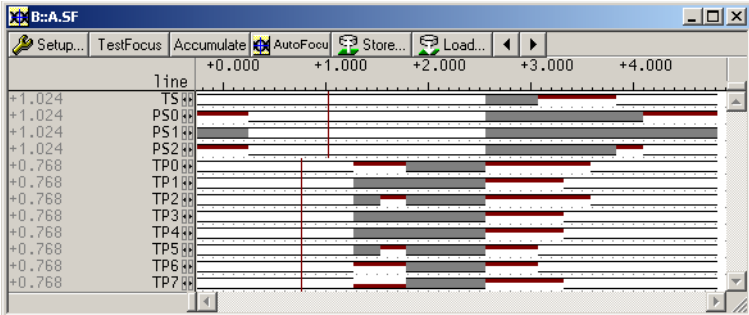 B::A.SF
Setup... TestFocus Accumulate AutoFocu Store... Load...
+0.000 +1.000 +2.000 +3.000 +4.000
line
+1.024 TS
+1.024 PS0
+1.024 PS1
+1.024 PS2
+0.768 TP0
+0.768 TP1
+0.768 TP2
+0.768 TP3
+0.768 TP4
+0.768 TP5
+0.768 TP6
+0.768 TP7